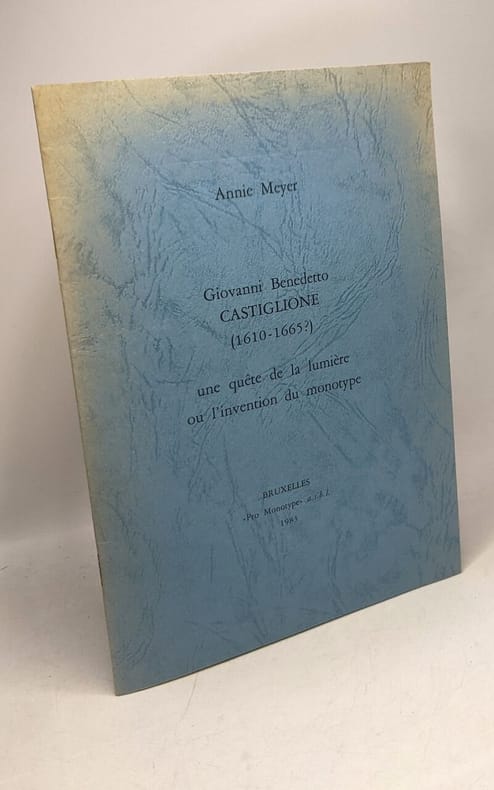 Annie Meyer
Giovanni Benedetto
CASTIGLIONE
(1610-1665?)
une quête de la lumière
ou l'invention du monotype
BRUXELLES
«Pro Monotype»
1985